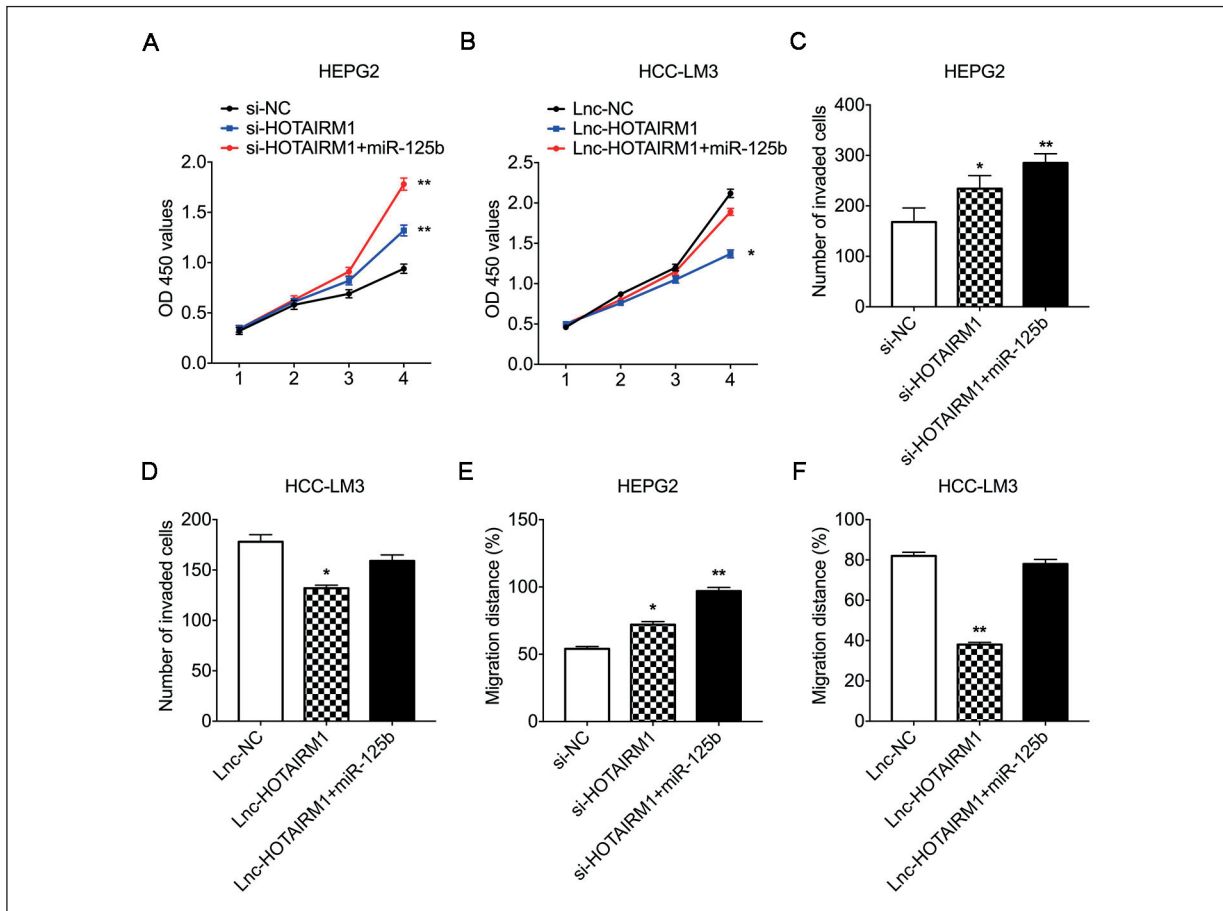 A
HEPG2
si-NC
si-HOTAIRM1
si-HOTAIRM1+miR-125b
OD 450 values
2.0
1.5
1.0
0.5
0.0
1 2 3 4
**
**
B
HCC-LM3
Lnc-NC
Lnc-HOTAIRM1
Lnc-HOTAIRM1+miR-125b
OD 450 values
2.5
2.0
1.5
1.0
0.5
0.0
1 2 3 4
*
C
HEPG2
Number of invaded cells
400
300
200
100
0
*
**
si-NC
si-HOTAIRM1
si-HOTAIRM1+miR-125b
D
HCC-LM3
Number of invaded cells
200
150
100
50
0
*
Lnc-NC
Lnc-HOTAIRM1
Lnc-HOTAIRM1+miR-125b
E
HEPG2
Migration distance (%)
150
100
50
0
*
**
si-NC
si-HOTAIRM1
si-HOTAIRM1+miR-125b
F
HCC-LM3
Migration distance (%)
80
60
40
20
0
**
Lnc-NC
Lnc-HOTAIRM1
Lnc-HOTAIRM1+miR-125b